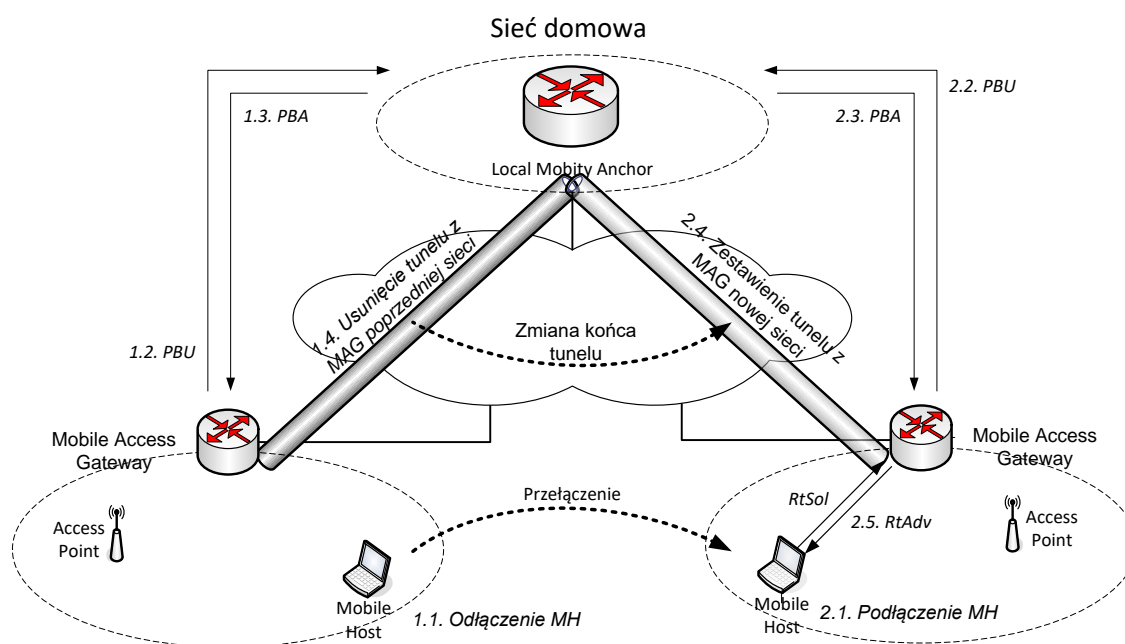 Sieć domowa
2.2. PBU
1.3. PBA
2.3. PBA
Local Mobity Anchor
1.4. Usunięcie tunelu z
MAG poprzedniej sieci
2.4. Zestawienie tunelu z
MAG nowej sieci
Zmiana końca
tunelu
1.2. PBU
Mobile Access
Gateway
Mobile Access
Gateway
Przełączenie
RtSol
2.5. RtAdv
Access
Point
Access
Point
Mobile
Host
1.1. Odłączenie MH
Mobile
Host
2.1. Podłączenie MH